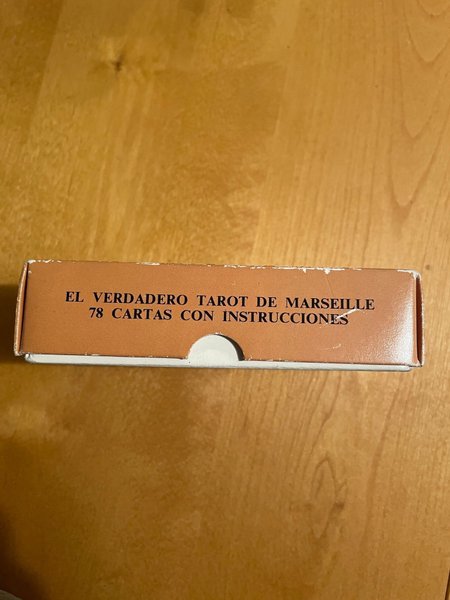 EL VERDADERO TAROT DE MARSEILLE
78 CARTAS CON INSTRUCCIONES